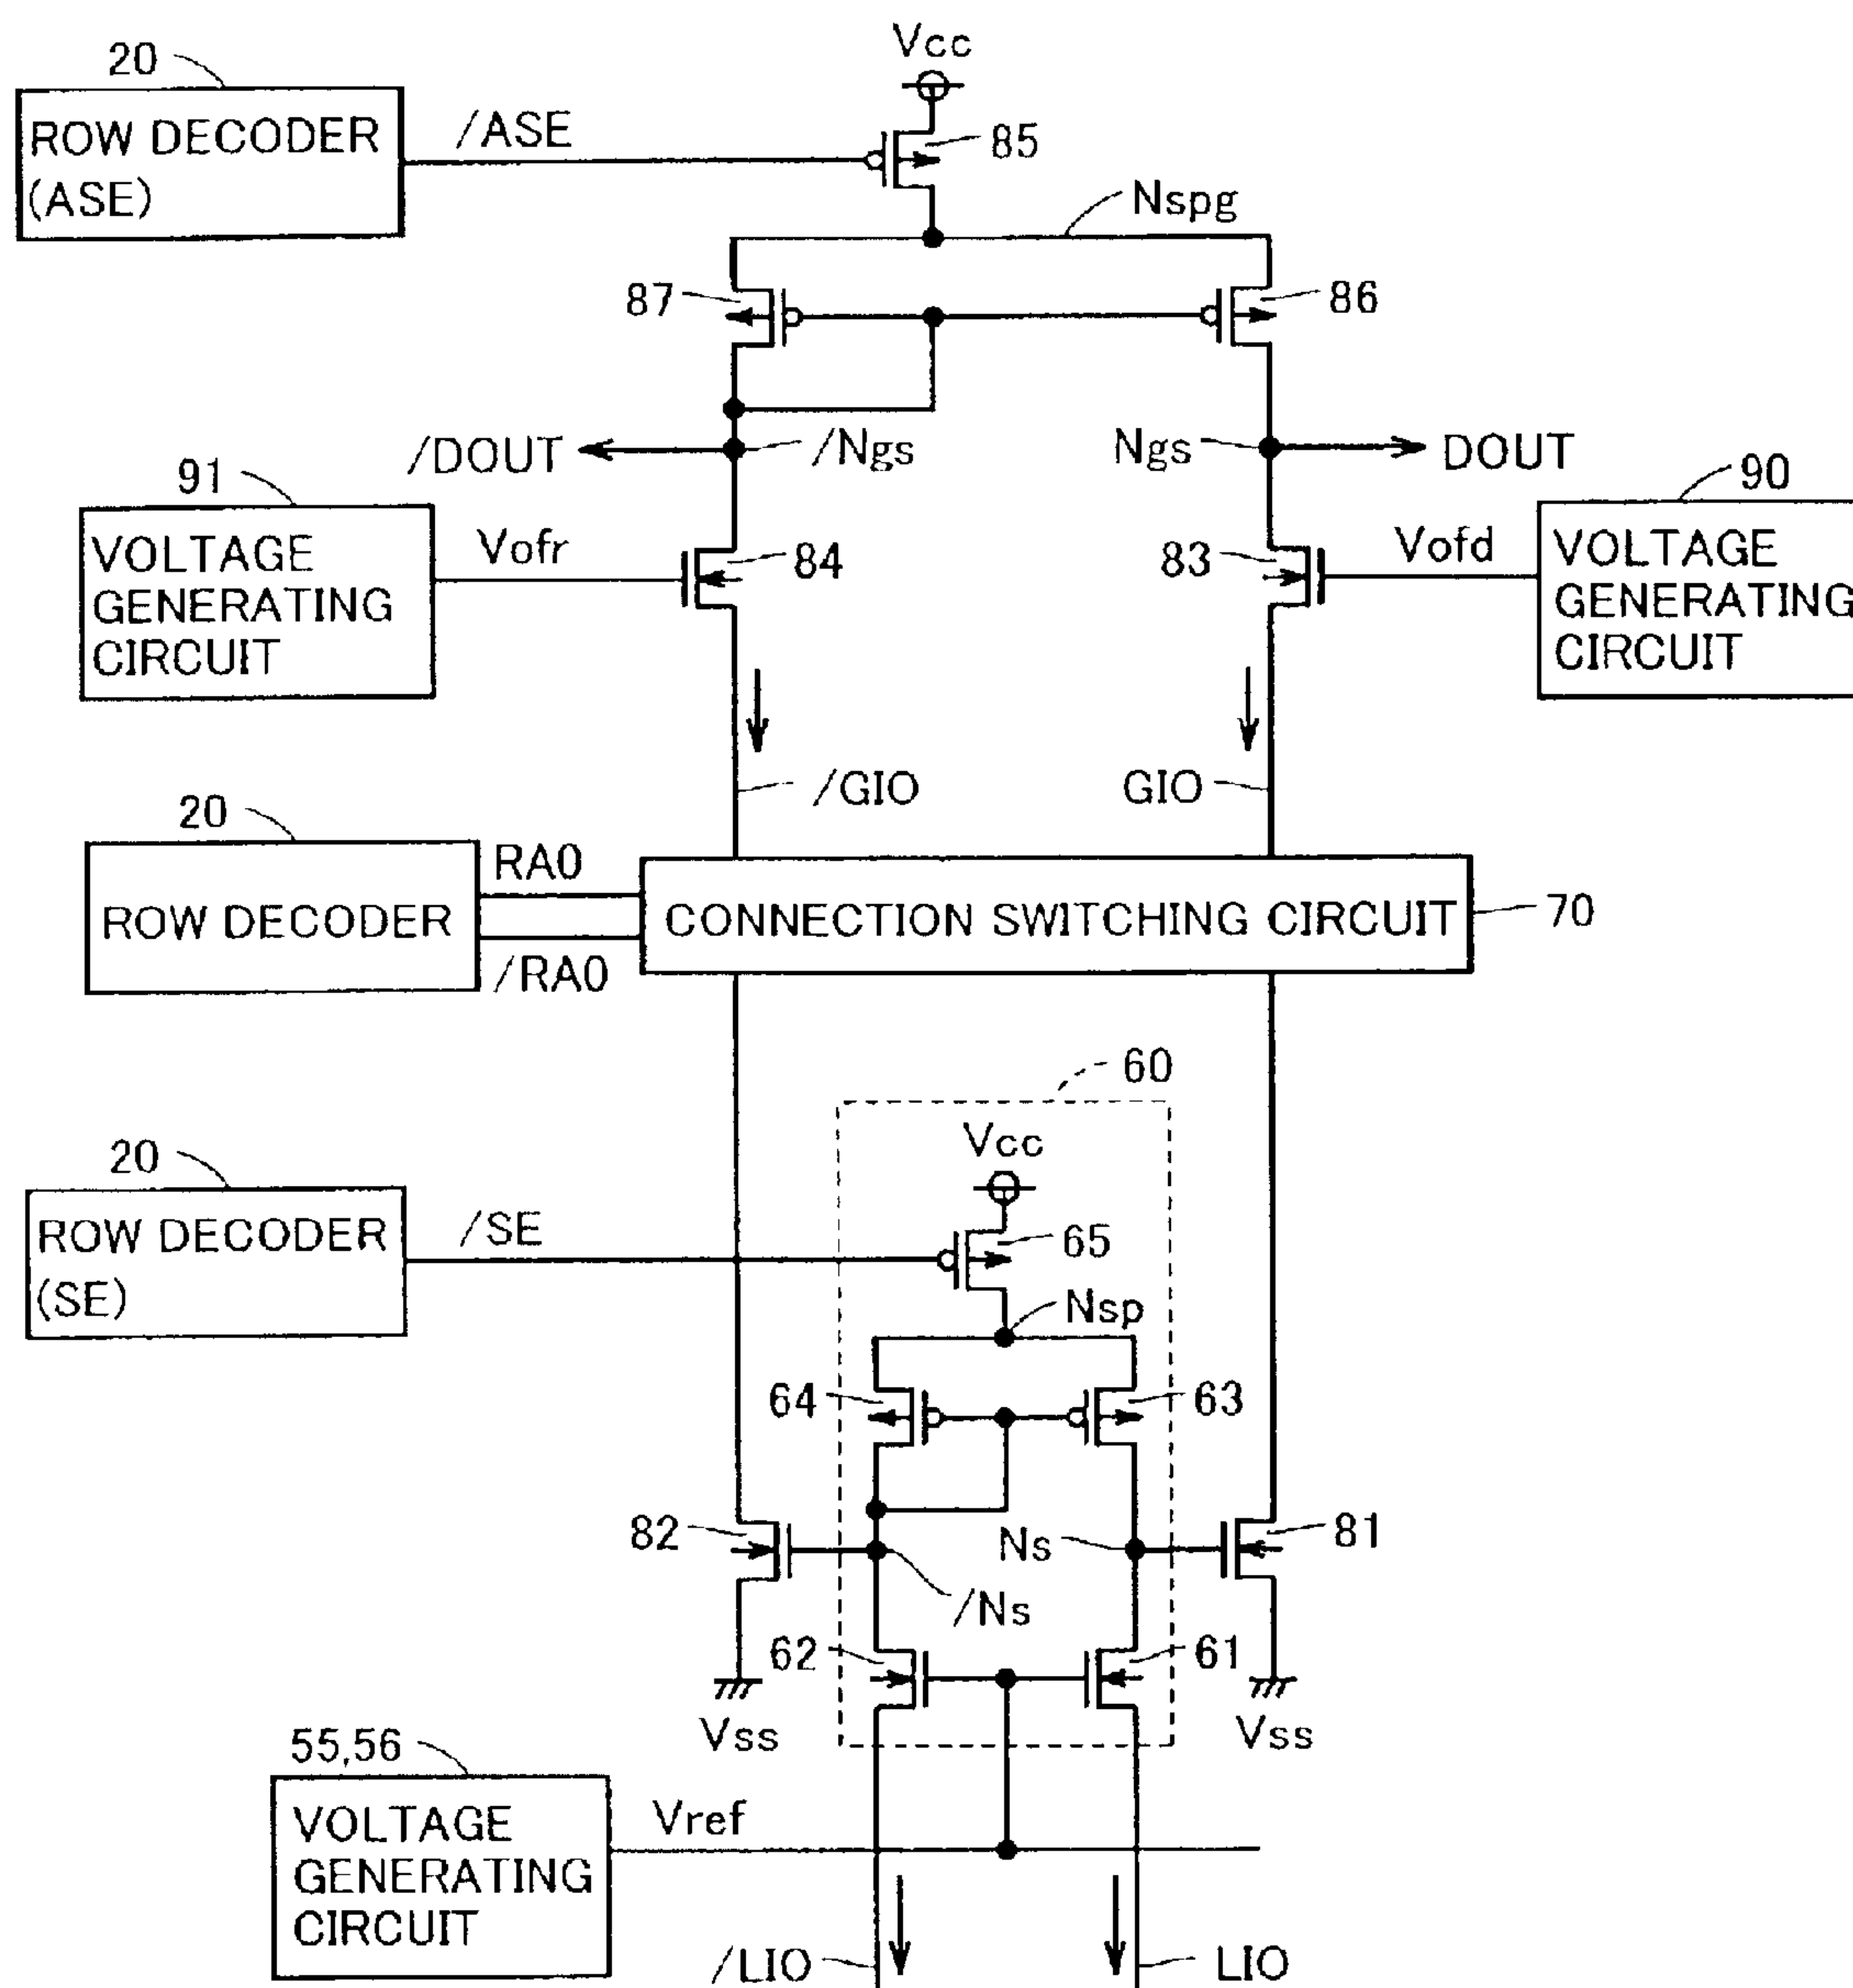 Vcc
20
ROW DECODER
(ASE)
/ASE
85
Nspg
87
86
/DOUT
/Ngs
Ngs
DOUT
91
VOLTAGE
GENERATING
CIRCUIT
Vofr
84
83
Vofd
90
VOLTAGE
GENERATING
CIRCUIT
/GIO
GIO
20
ROW DECODER
RA0
/RA0
CONNECTION SWITCHING CIRCUIT
70
60
Vcc
20
ROW DECODER
(SE)
/SE
65
Nsp
64
63
82
Ns
81
/Ns
62
61
Vss
Vss
55,56
VOLTAGE
GENERATING
CIRCUIT
Vref
/LIO
LIO